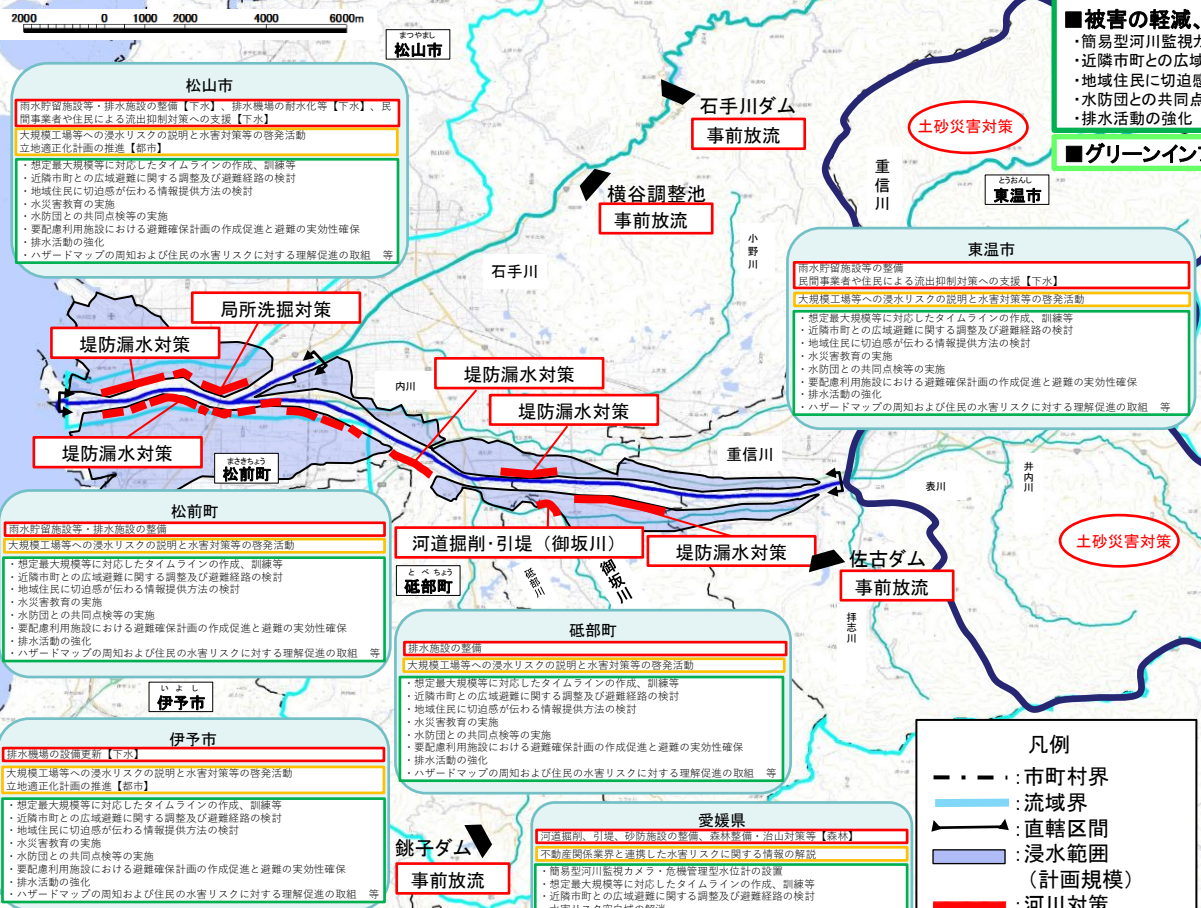 2000 0 1000 2000 4000 6000m
まつやまし
松山市
■被害の軽減、
・簡易型河川監視カ
・近隣市町との広域
・地域住民に切迫感
・水防団との共同点
・排水活動の強化
■グリーンインフ
松山市
雨水貯留施設等・排水施設の整備【下水】、排水機場の耐水化等【下水】、民
間事業者や住民による流出抑制対策への支援【下水】
大規模工場等への浸水リスクの説明と水害対策等の啓発活動
立地適正化計画の推進【都市】
・想定最大規模等に対応したタイムラインの作成、訓練等
・近隣市町との広域避難に関する調整及び避難経路の検討
・地域住民に切迫感が伝わる情報提供方法の検討
・水災害教育の実施
・水防団との共同点検等の実施
・要配慮利用施設における避難確保計画の作成促進と避難の実効性確保
・排水活動の強化
・ハザードマップの周知および住民の水害リスクに対する理解促進の取組 等
石手川ダム
事前放流
土砂災害対策
重信川
とうおんし
東温市
横谷調整池
事前放流
小野川
石手川
東温市
雨水貯留施設等の整備
民間事業者や住民による流出抑制対策への支援【下水】
大規模工場等への浸水リスクの説明と水害対策等の啓発活動
・想定最大規模等に対応したタイムラインの作成、訓練等
・近隣市町との広域避難に関する調整及び避難経路の検討
・地域住民に切迫感が伝わる情報提供方法の検討
・水災害教育の実施
・水防団との共同点検等の実施
・要配慮利用施設における避難確保計画の作成促進と避難の実効性確保
・排水活動の強化
・ハザードマップの周知および住民の水害リスクに対する理解促進の取組 等
局所洗掘対策
堤防漏水対策
内川
堤防漏水対策
堤防漏水対策
堤防漏水対策
まさきちょう
松前町
重信川
表川
井内川
松前町
雨水貯留施設等・排水施設の整備
大規模工場等への浸水リスクの説明と水害対策等の啓発活動
・想定最大規模等に対応したタイムラインの作成、訓練等
・近隣市町との広域避難に関する調整及び避難経路の検討
・地域住民に切迫感が伝わる情報提供方法の検討
・水災害教育の実施
・水防団との共同点検等の実施
・要配慮利用施設における避難確保計画の作成促進と避難の実効性確保
・排水活動の強化
・ハザードマップの周知および住民の水害リスクに対する理解促進の取組 等
河道掘削・引堤（御坂川）
堤防漏水対策
土砂災害対策
佐古ダム
事前放流
とべちょう
砥部町
砥部川
御坂川
拝志川
砥部町
排水施設の整備
大規模工場等への浸水リスクの説明と水害対策等の啓発活動
・想定最大規模等に対応したタイムラインの作成、訓練等
・近隣市町との広域避難に関する調整及び避難経路の検討
・地域住民に切迫感が伝わる情報提供方法の検討
・水災害教育の実施
・水防団との共同点検等の実施
・要配慮利用施設における避難確保計画の作成促進と避難の実効性確保
・排水活動の強化
・ハザードマップの周知および住民の水害リスクに対する理解促進の取組 等
いよし
伊予市
伊予市
排水機場の設備更新【下水】
大規模工場等への浸水リスクの説明と水害対策等の啓発活動
立地適正化計画の推進【都市】
・想定最大規模等に対応したタイムラインの作成、訓練等
・近隣市町との広域避難に関する調整及び避難経路の検討
・地域住民に切迫感が伝わる情報提供方法の検討
・水災害教育の実施
・水防団との共同点検等の実施
・要配慮利用施設における避難確保計画の作成促進と避難の実効性確保
・排水活動の強化
・ハザードマップの周知および住民の水害リスクに対する理解促進の取組 等
銚子ダム
事前放流
愛媛県
河道掘削、引堤、砂防施設の整備、森林整備・治山対策等【森林】
不動産関係業界と連携した水害リスクに関する情報の解説
・簡易型河川監視カメラ・危機管理型水位計の設置
・想定最大規模等に対応したタイムラインの作成、訓練等
・近隣市町との広域避難に関する調整及び避難経路の検討
・水害リスク空白域の解消
凡例
：市町村界
：流域界
：直轄区間
：浸水範囲
（計画規模）
：河川対策